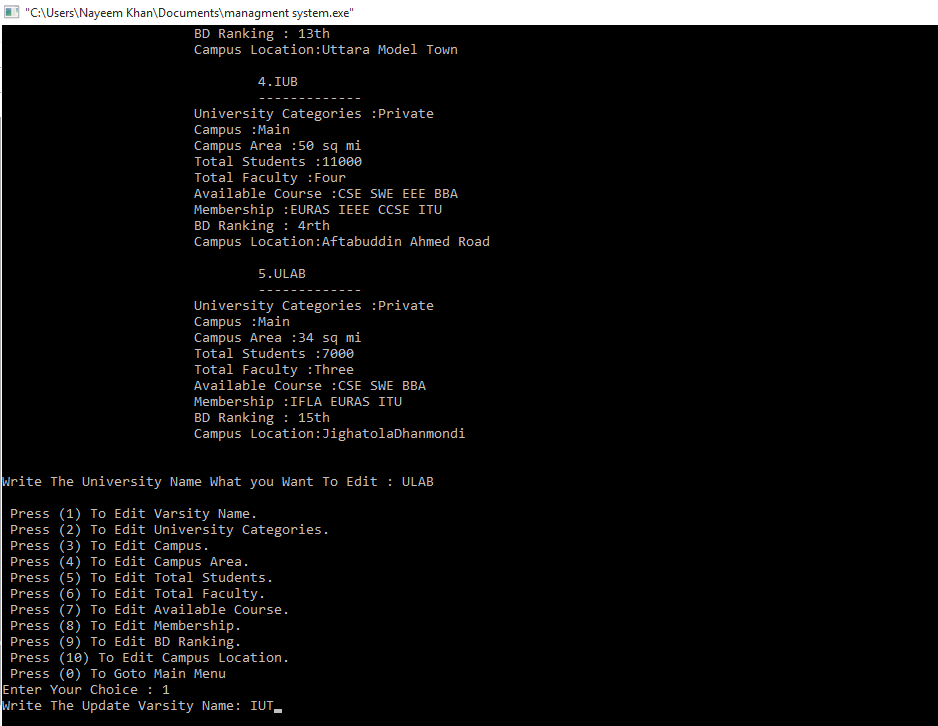 "C:\Users\Nayeem Khan\Documents\managment system.exe"
BD Ranking : 13th
Campus Location:Uttara Model Town
4.IUB
-------------
University Categories :Private
Campus :Main
Campus Area :50 sq mi
Total Students :11000
Total Faculty :Four
Available Course :CSE SWE EEE BBA
Membership :EURAS IEEE CCSE ITU
BD Ranking : 4rth
Campus Location:Aftabuddin Ahmed Road
5.ULAB
-------------
University Categories :Private
Campus :Main
Campus Area :34 sq mi
Total Students :7000
Total Faculty :Three
Available Course :CSE SWE BBA
Membership :IFLA EURAS ITU
BD Ranking : 15th
Campus Location:JighatolaDhanmondi
Write The University Name What you Want To Edit : ULAB
Press (1) To Edit Varsity Name.
Press (2) To Edit University Categories.
Press (3) To Edit Campus.
Press (4) To Edit Campus Area.
Press (5) To Edit Total Students.
Press (6) To Edit Total Faculty.
Press (7) To Edit Available Course.
Press (8) To Edit Membership.
Press (9) To Edit BD Ranking.
Press (10) To Edit Campus Location.
Press (0) To Goto Main Menu
Enter Your Choice : 1
Write The Update Varsity Name: IUT